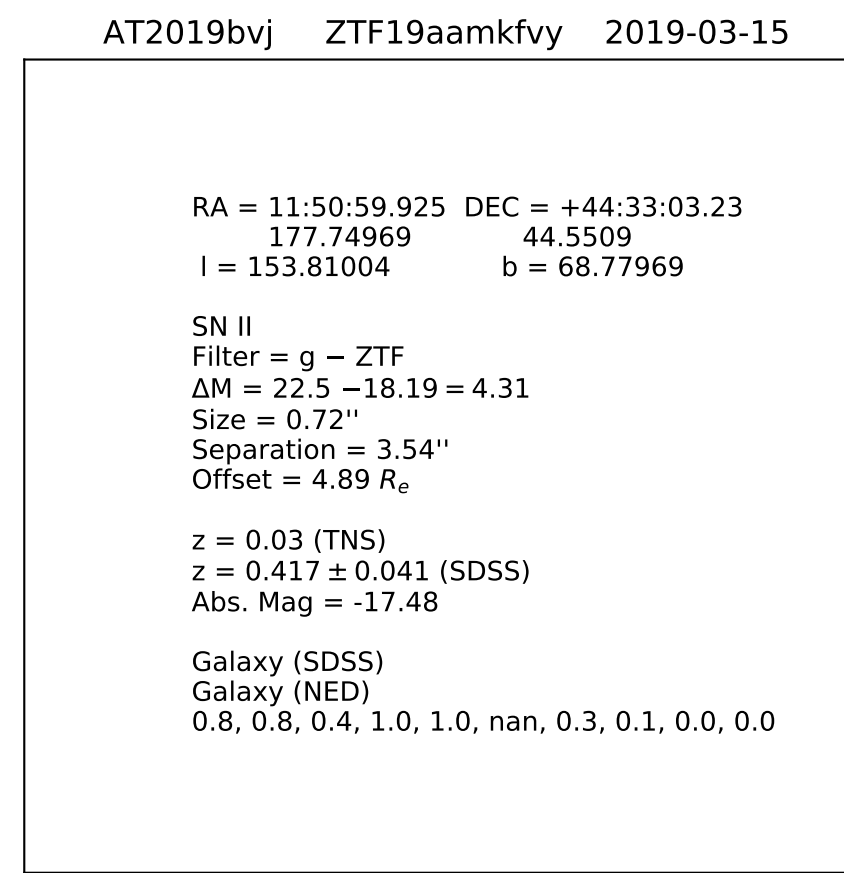 AT2019bvj ZTF19aamkfvy 2019-03-15
RA = 11:50:59.925 DEC = +44:33:03.23
177.74969 44.5509
l = 153.81004 b = 68.77969
SN II
Filter = g − ZTF
ΔM = 22.5 −18.19 = 4.31
Size = 0.72''
Separation = 3.54''
Offset = 4.89 Rₑ
z = 0.03 (TNS)
z = 0.417 ± 0.041 (SDSS)
Abs. Mag = -17.48
Galaxy (SDSS)
Galaxy (NED)
0.8, 0.8, 0.4, 1.0, 1.0, nan, 0.3, 0.1, 0.0, 0.0